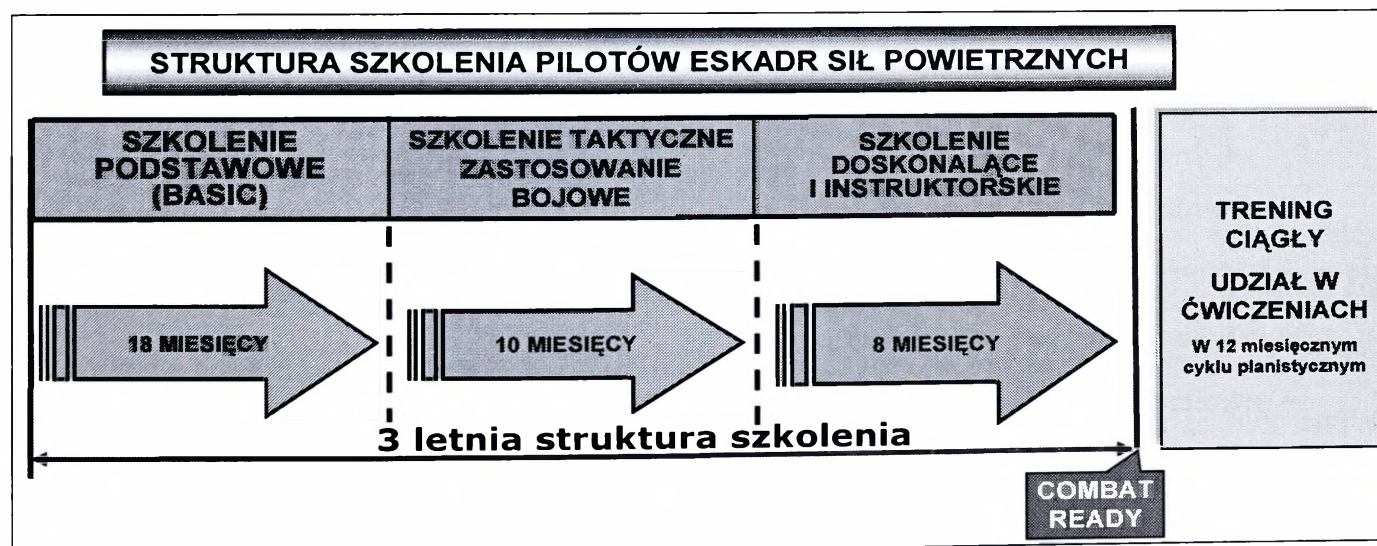 STRUKTURA SZKOLENIA PILOTÓW ESKADR SIŁ POWIETRZNYCH
SZKOLENIE
PODSTAWOWE
(BASIC)
SZKOLENIE TAKTYCZNE
ZASTOSOWANIE
BOJOWE
SZKOLENIE
DOSKONALĄCE
I INSTRUKTORSKIE
18 MIESIĘCY
10 MIESIĘCY
8 MIESIĘCY
3 letnia struktura szkolenia
COMBAT
READY
TRENING
CIĄGŁY
UDZIAŁ W
ĆWICZENIACH
W 12 miesięcznym
cyklu planistycznym